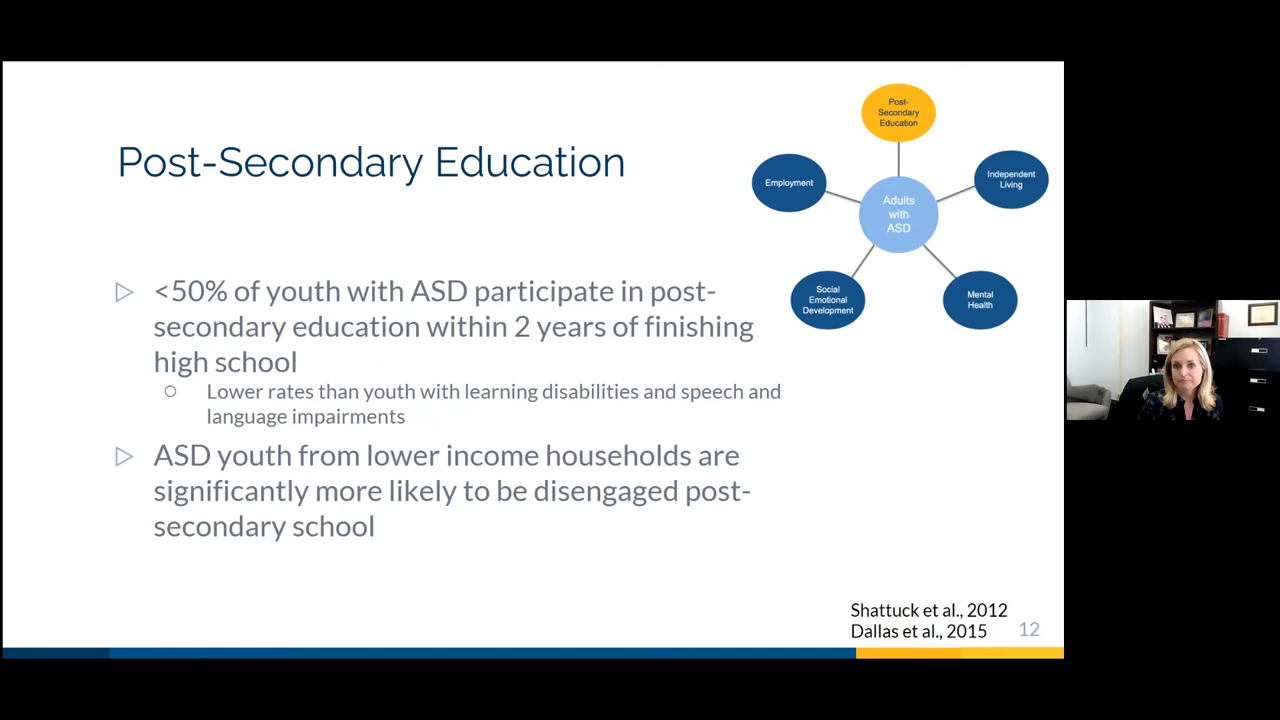 Post-Secondary Education
<50% of youth with ASD participate in post-
secondary education within 2 years of finishing
high school
Lower rates than youth with learning disabilities and speech and
language impairments
ASD youth from lower income households are
significantly more likely to be disengaged post-
secondary school
Post-
Secondary
Education
Employment
Independent
Living
Adults
with
ASD
Social
Emotional
Development
Mental
Health
Shattuck et al., 2012
Dallas et al., 2015
12